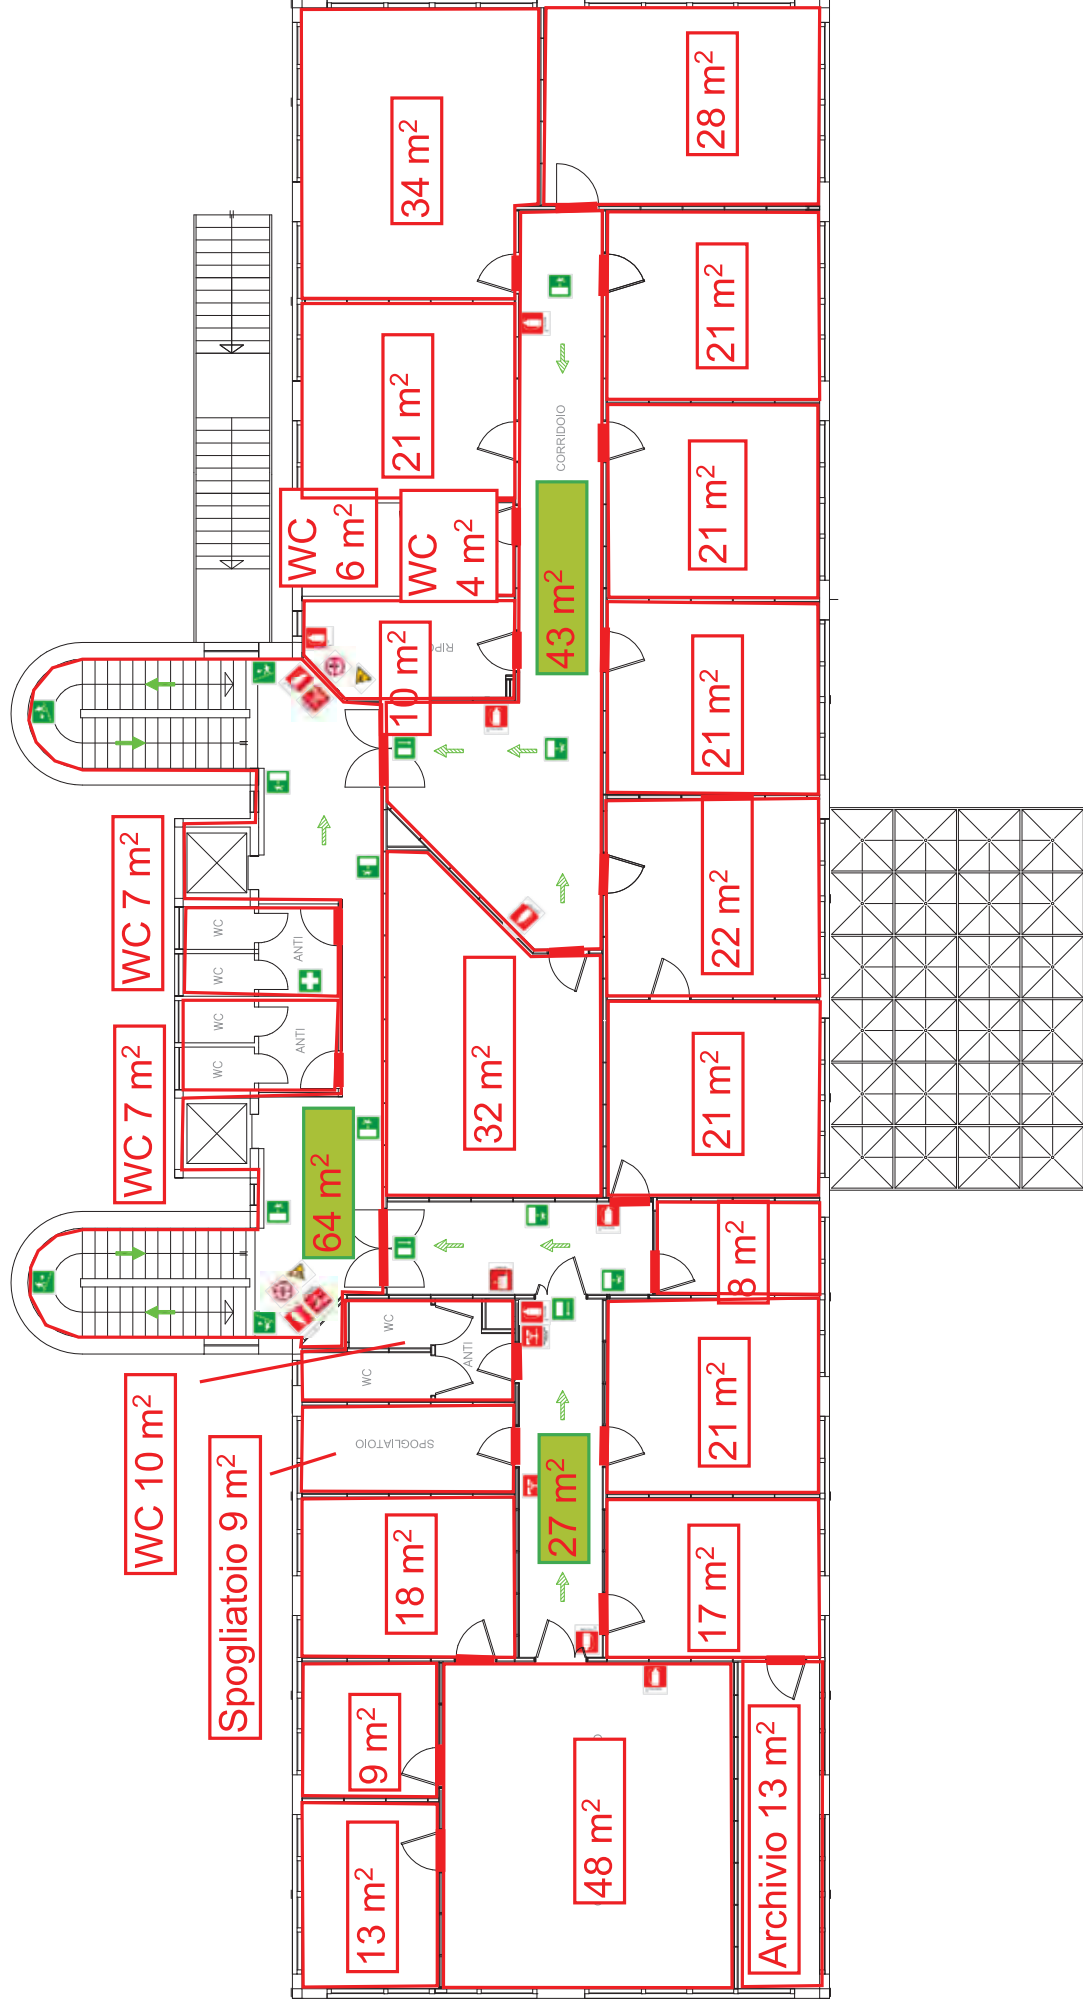 34 m²
28 m²
21 m²
21 m²
CORRIDOIO
WC
6 m²
WC
4 m²
21 m²
43 m²
10 m²
RIPO
21 m²
WC 7 m²
WC
WC
ANTI
22 m²
WC 7 m²
WC
WC
ANTI
32 m²
21 m²
64 m²
8 m²
WC 10 m²
WC
WC
ANTI
21 m²
Spogliatoio 9 m²
SPOGLIATOIO
27 m²
18 m²
17 m²
9 m²
13 m²
48 m²
Archivio 13 m²